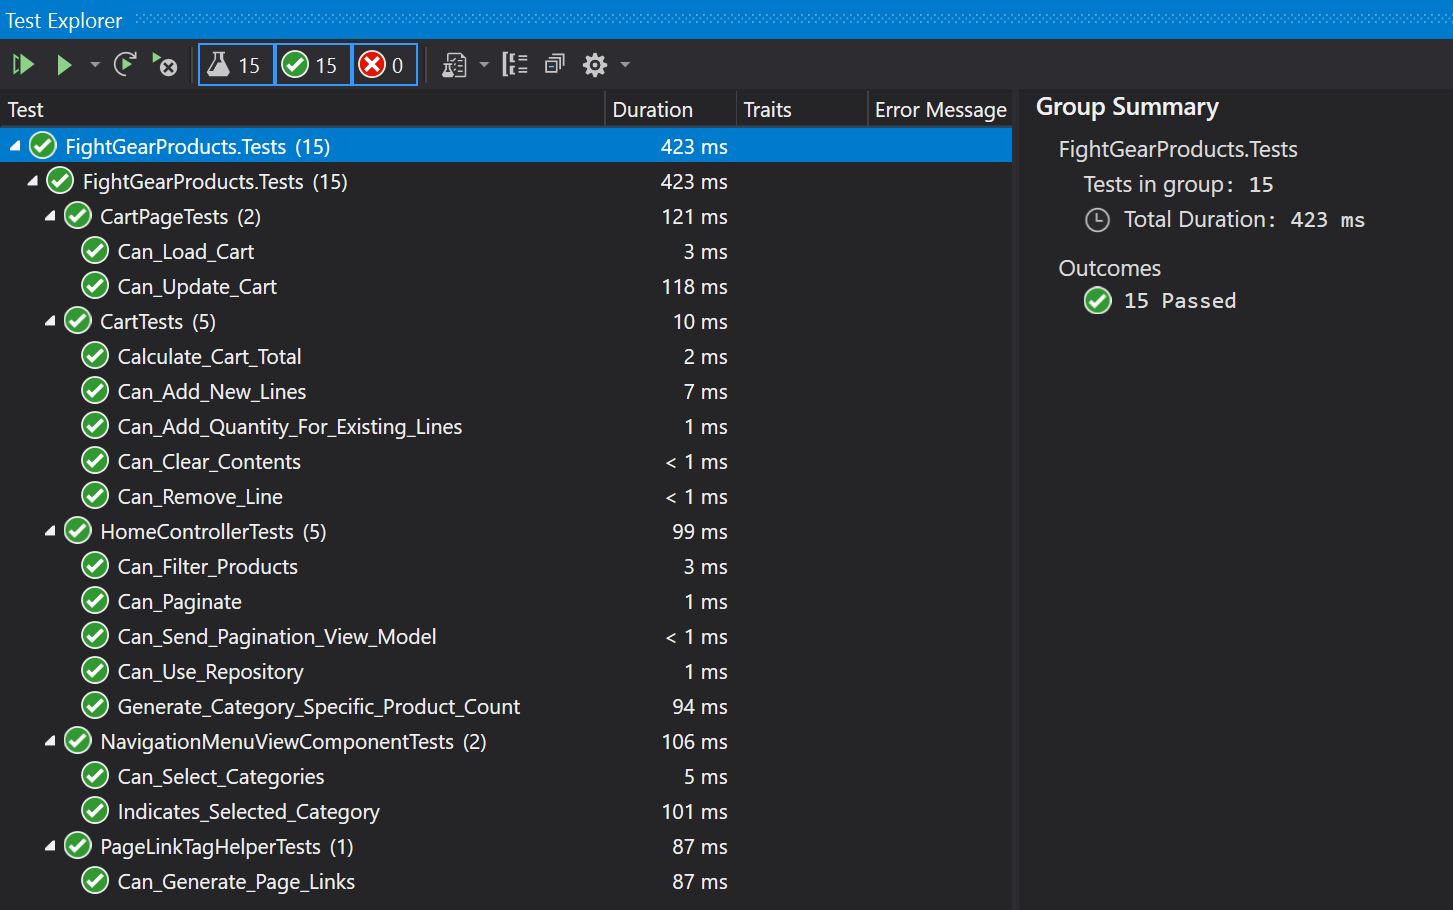 Test Explorer
15 15 0
Test Duration Traits Error Message
FightGearProducts.Tests (15) 423 ms
FightGearProducts.Tests (15) 423 ms
CartPageTests (2) 121 ms
Can_Load_Cart 3 ms
Can_Update_Cart 118 ms
CartTests (5) 10 ms
Calculate_Cart_Total 2 ms
Can_Add_New_Lines 7 ms
Can_Add_Quantity_For_Existing_Lines 1 ms
Can_Clear_Contents < 1 ms
Can_Remove_Line < 1 ms
HomeControllerTests (5) 99 ms
Can_Filter_Products 3 ms
Can_Paginate 1 ms
Can_Send_Pagination_View_Model < 1 ms
Can_Use_Repository 1 ms
Generate_Category_Specific_Product_Count 94 ms
NavigationMenuViewComponentTests (2) 106 ms
Can_Select_Categories 5 ms
Indicates_Selected_Category 101 ms
PageLinkTagHelperTests (1) 87 ms
Can_Generate_Page_Links 87 ms
Group Summary
FightGearProducts.Tests
Tests in group: 15
Total Duration: 423 ms
Outcomes
15 Passed